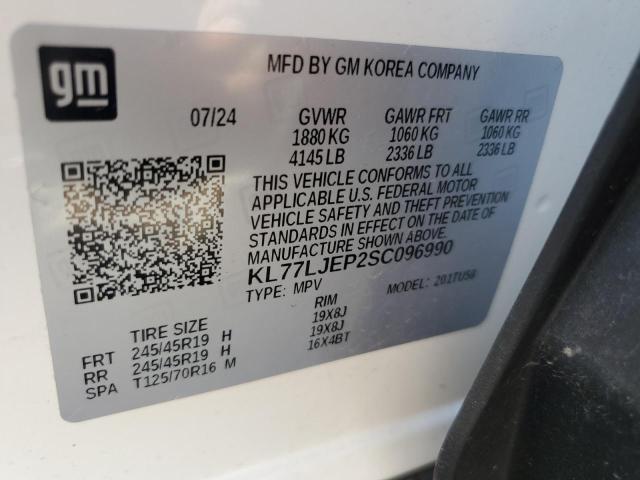 gm
MFD BY GM KOREA COMPANY
07/24 GVWR GAWR FRT GAWR RR
1880 KG 1060 KG 1060 KG
4145 LB 2336 LB 2336 LB
THIS VEHICLE CONFORMS TO ALL
APPLICABLE U.S. FEDERAL MOTOR
VEHICLE SAFETY AND THEFT PREVENTION
STANDARDS IN EFFECT ON THE DATE OF
MANUFACTURE SHOWN ABOVE.
KL77LJEP2SC096990
TYPE: MPV MODEL: 201TU58
TIRE SIZE RIM
FRT 245/45R19 H 19X8J
RR 245/45R19 H 19X8J
SPA T125/70R16 M 16X4BT